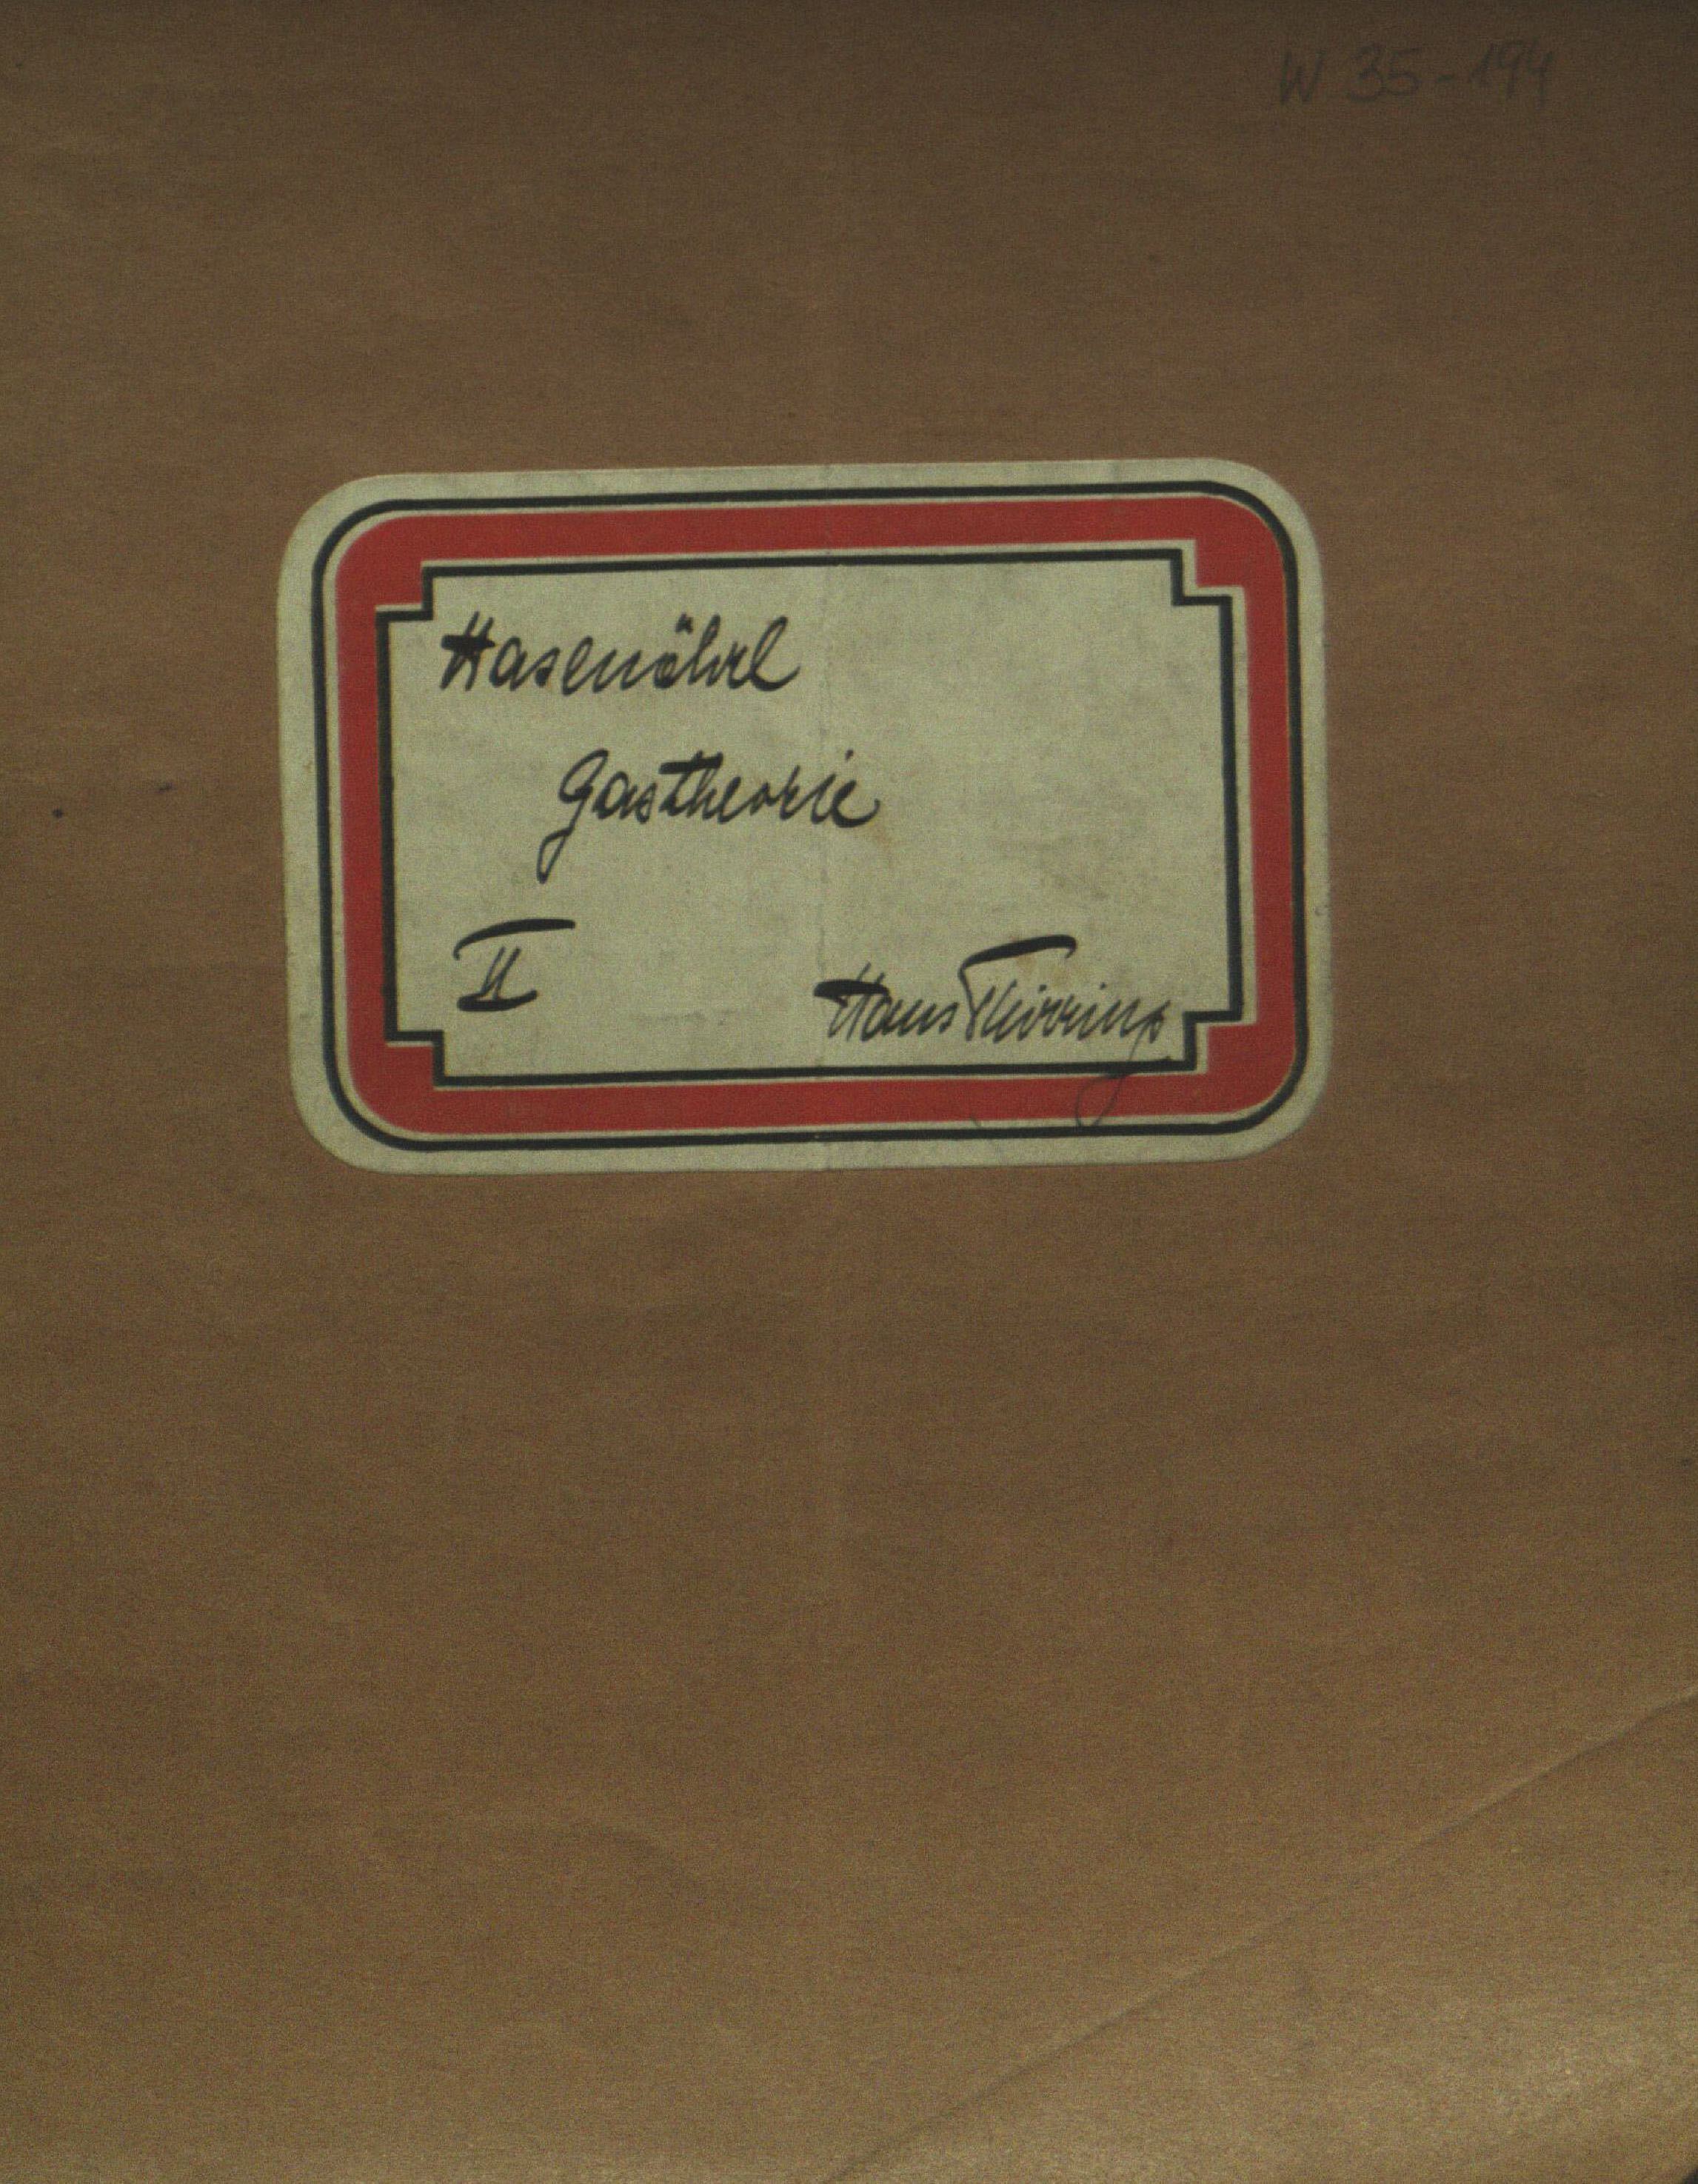 W 35-194
Hasenöhrl
Gastheorie
II
Hans Thirring